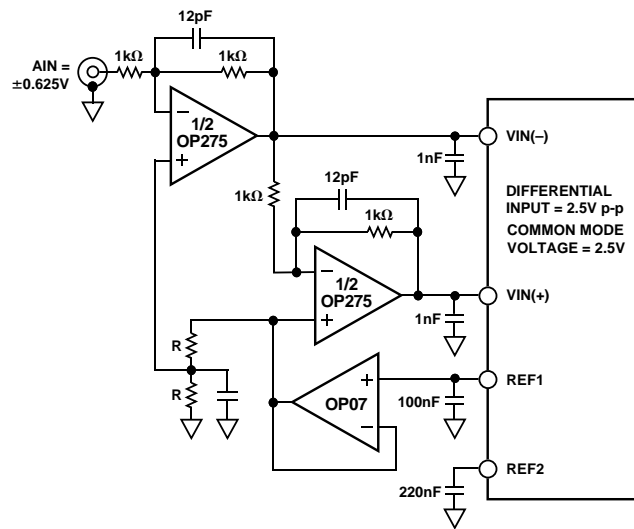 12pF
AIN =
±0.625V
1kΩ
1kΩ
1/2
OP275
−
+
VIN(–)
1nF
12pF
1kΩ
1kΩ
DIFFERENTIAL
INPUT = 2.5V p-p
COMMON MODE
VOLTAGE = 2.5V
−
1/2
OP275
+
VIN(+)
1nF
R
R
OP07
+
−
REF1
100nF
REF2
220nF